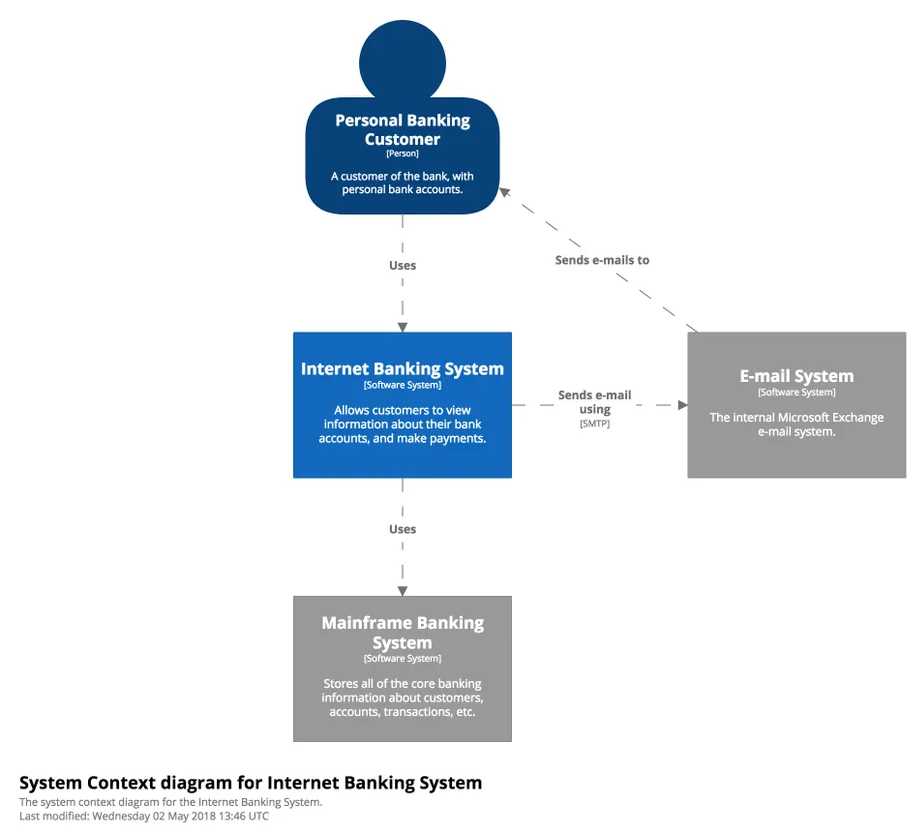 Personal Banking
Customer
[Person]
A customer of the bank, with
personal bank accounts.
Uses
Sends e-mails to
Internet Banking System
[Software System]
Allows customers to view
information about their bank
accounts, and make payments.
Sends e-mail
using
[SMTP]
E-mail System
[Software System]
The internal Microsoft Exchange
e-mail system.
Uses
Mainframe Banking
System
[Software System]
Stores all of the core banking
information about customers,
accounts, transactions, etc.
System Context diagram for Internet Banking System
The system context diagram for the Internet Banking System.
Last modified: Wednesday 02 May 2018 13:46 UTC